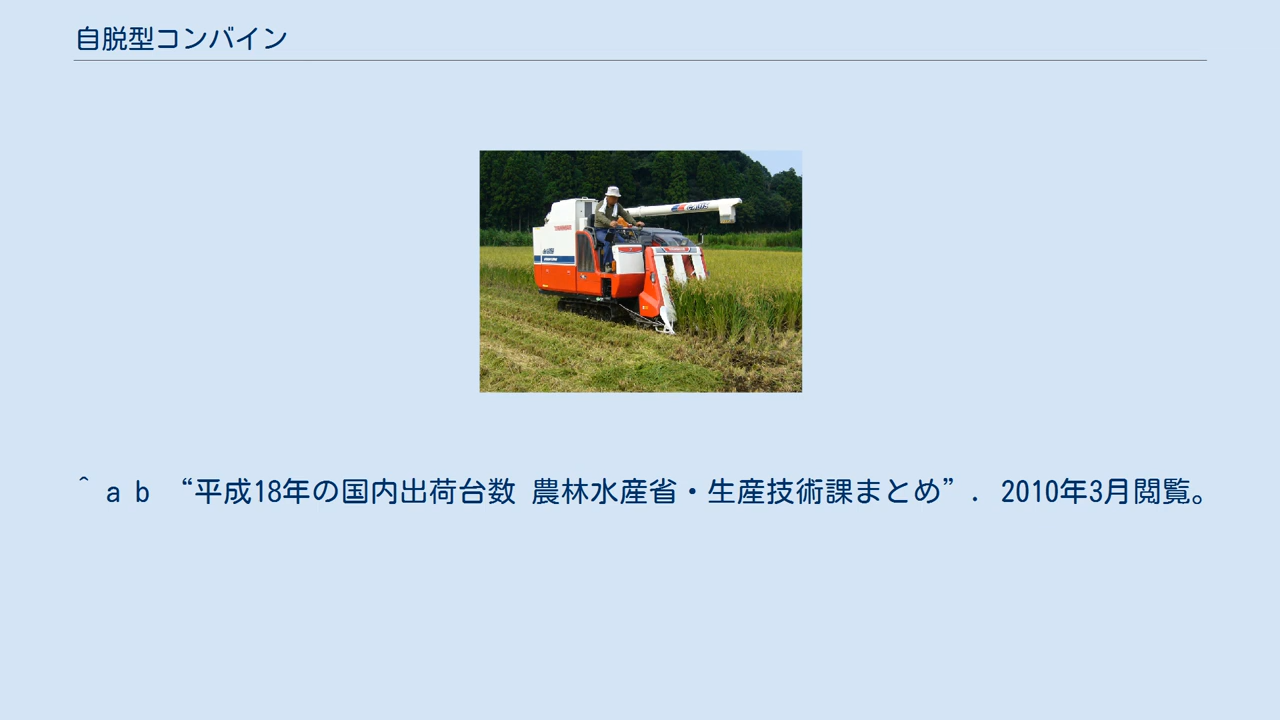 自脱型コンバイン
^ a b “平成18年の国内出荷台数 農林水産省・生産技術課まとめ”. 2010年3月閲覧。